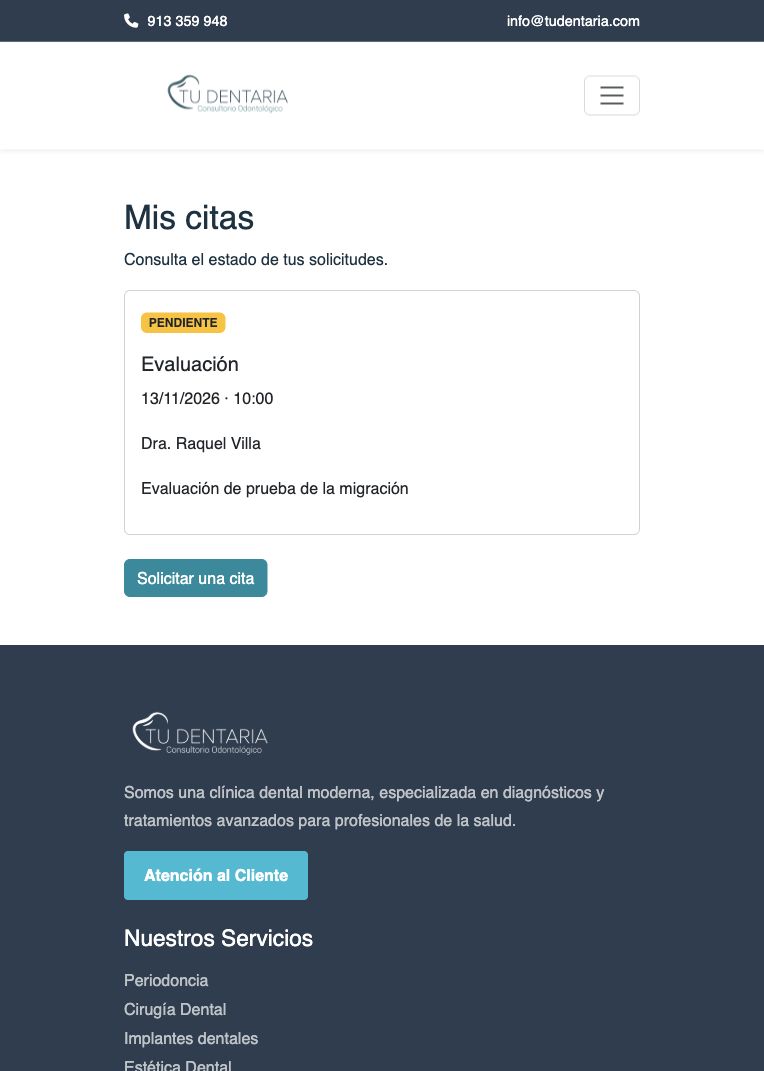 913 359 948
info@tudentaria.com
TU DENTARIA
Consultorio Odontológico
Mis citas
Consulta el estado de tus solicitudes.
PENDIENTE
Evaluación
13/11/2026 · 10:00
Dra. Raquel Villa
Evaluación de prueba de la migración
Solicitar una cita
TU DENTARIA
Consultorio Odontológico
Somos una clínica dental moderna, especializada en diagnósticos y
tratamientos avanzados para profesionales de la salud.
Atención al Cliente
Nuestros Servicios
Periodoncia
Cirugía Dental
Implantes dentales
Estética Dental